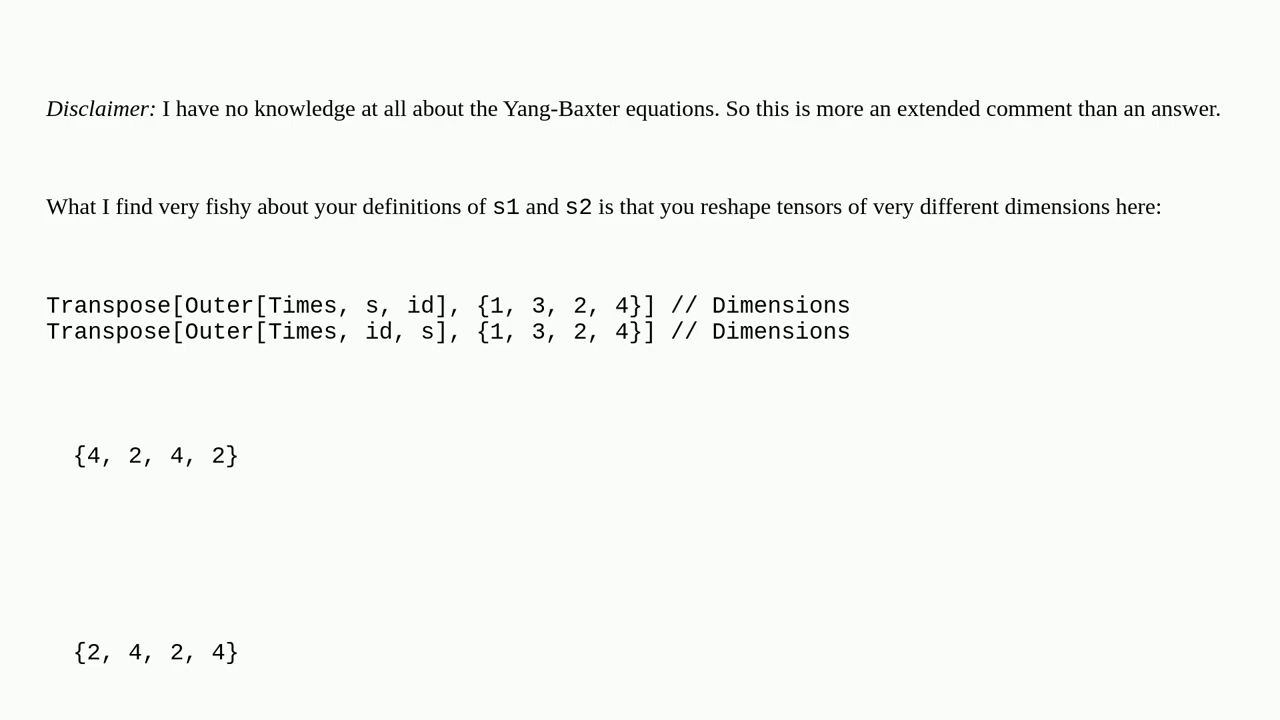 Disclaimer: I have no knowledge at all about the Yang-Baxter equations. So this is more an extended comment than an answer.
What I find very fishy about your definitions of s1 and s2 is that you reshape tensors of very different dimensions here:
Transpose[Outer[Times, s, id], {1, 3, 2, 4}] // Dimensions
Transpose[Outer[Times, id, s], {1, 3, 2, 4}] // Dimensions
{4, 2, 4, 2}
{2, 4, 2, 4}